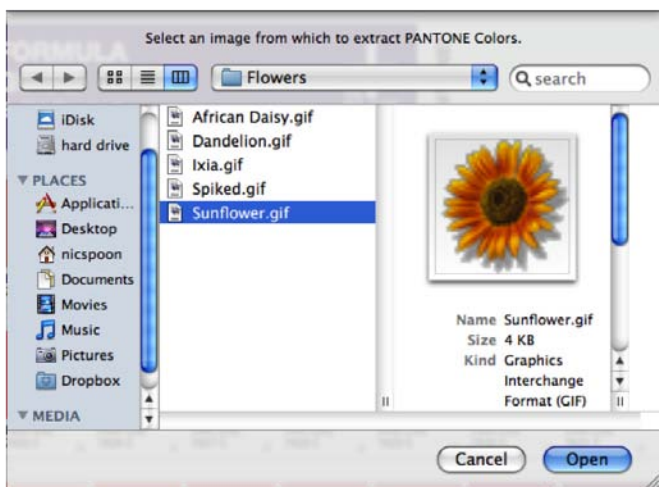 Select an image from which to extract PANTONE Colors.
Flowers
search
iDisk
hard drive
PLACES
Applicati...
Desktop
nicspoon
Documents
Movies
Music
Pictures
Dropbox
MEDIA
African Daisy.gif
Dandelion.gif
Ixia.gif
Spiked.gif
Sunflower.gif
Name Sunflower.gif
Size 4 KB
Kind Graphics
Interchange
Format (GIF)
Cancel
Open